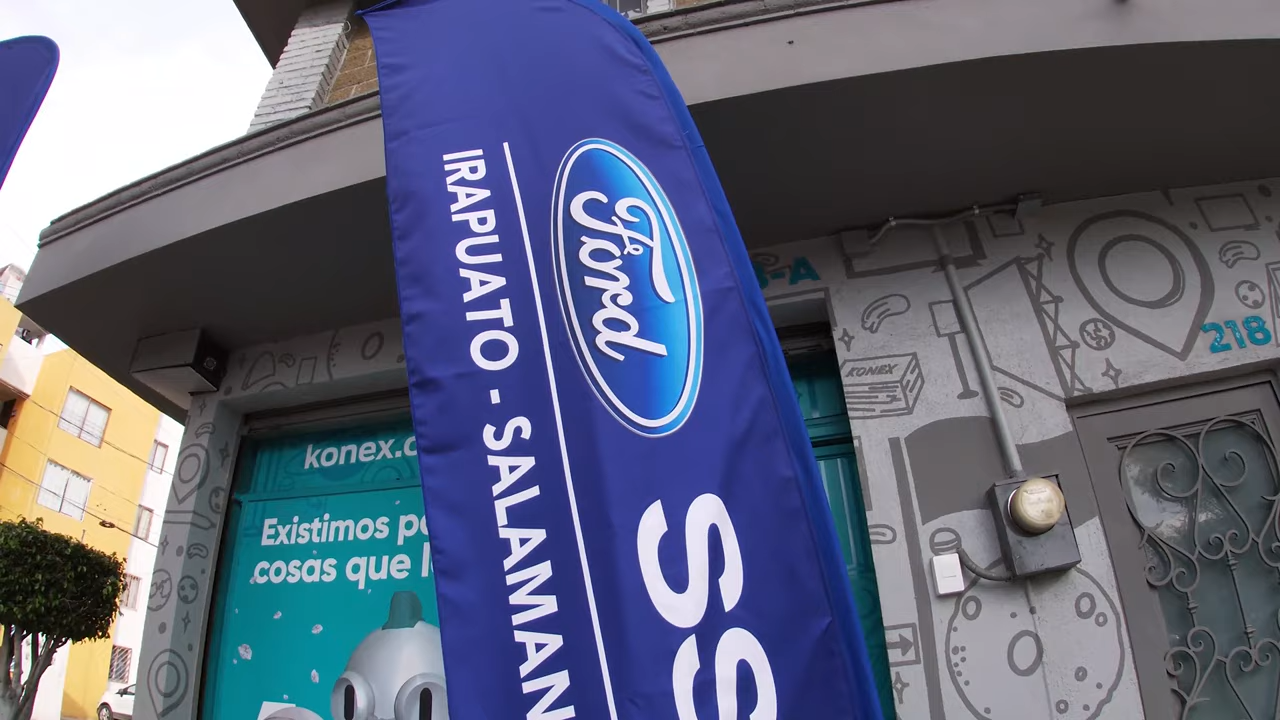 Ford
IRAPUATO - SALAMAN
SS
konex.c
Existimos p
cosas que l
-A
KONEX
218